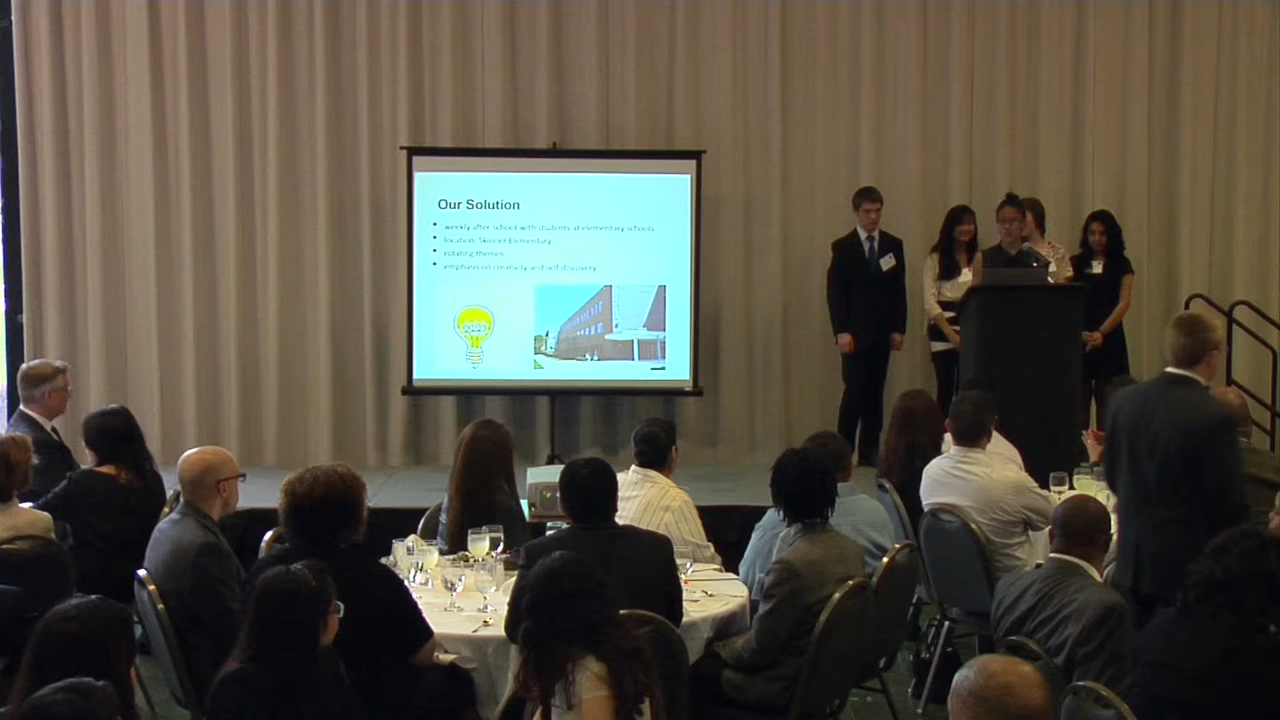 Our Solution
• weekly after school with students at elementary schools
• location: Skinner Elementary
• rotating themes
• emphasis on creativity and self-discovery